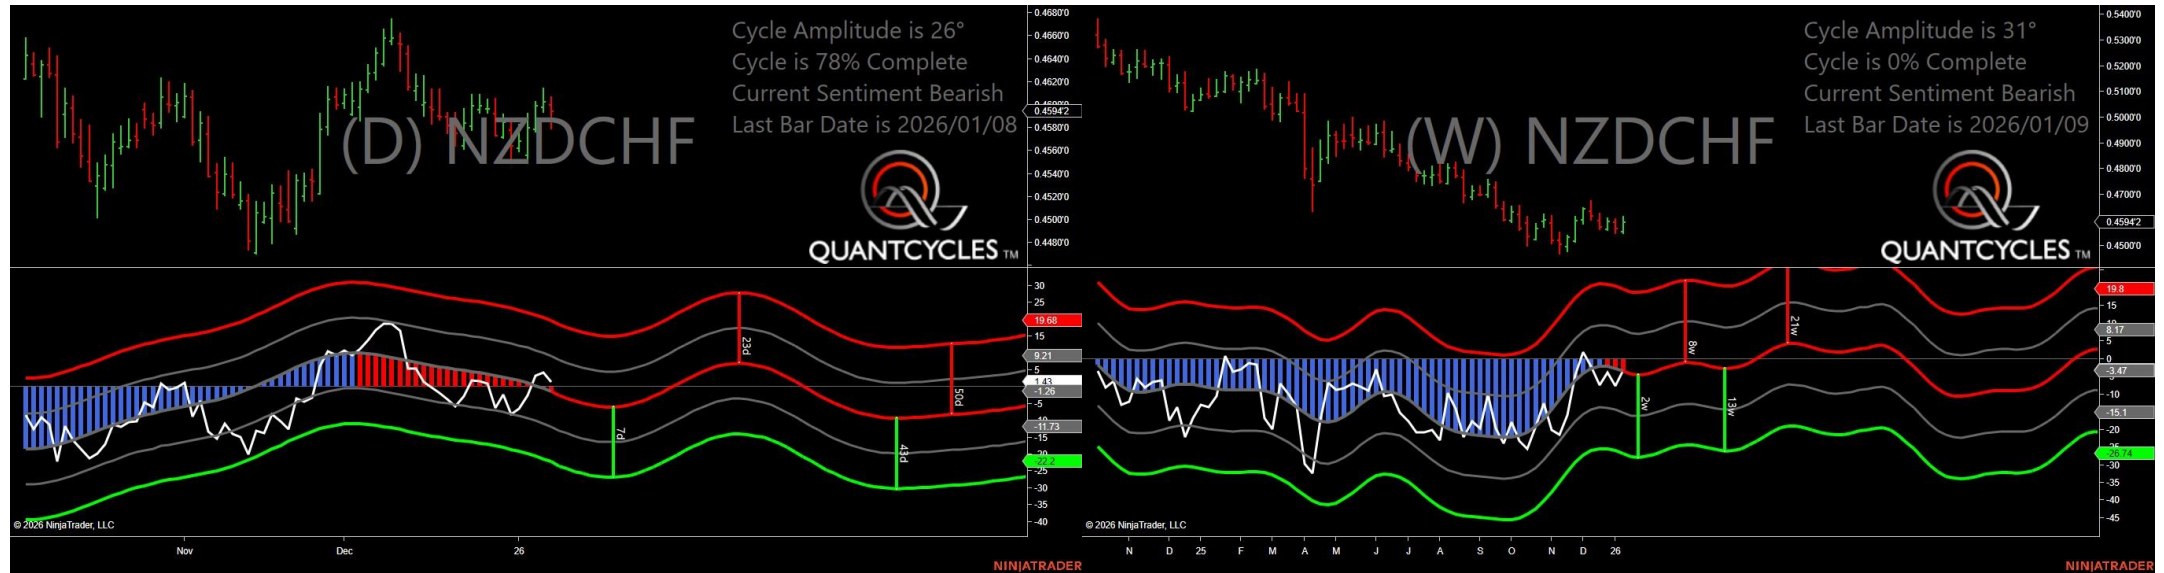 Cycle Amplitude is 26°
Cycle is 78% Complete
Current Sentiment Bearish
Last Bar Date is 2026/01/08
(D) NZDCHF
QUANTCYCLES TM
0.4680'0
0.4660'0
0.4640'0
0.4620'0
0.4594'2
0.4580'0
0.4560'0
0.4540'0
0.4520'0
0.4500'0
0.4480'0
7d
23d
43d
50d
30
25
19.68
15
9.21
5
1.43
-1.26
-5
-11.73
-15
-22.2
-25
-30
-35
-40
© 2026 NinjaTrader, LLC
Nov
Dec
26
NINJATRADER
Cycle Amplitude is 31°
Cycle is 0% Complete
Current Sentiment Bearish
Last Bar Date is 2026/01/09
(W) NZDCHF
QUANTCYCLES TM
0.5400'0
0.5300'0
0.5200'0
0.5100'0
0.5000'0
0.4900'0
0.4800'0
0.4700'0
0.4594'2
0.4500'0
2w
8w
13w
21w
19.8
15
8.17
5
0
-3.47
-10
-15.1
-20
-26.74
-30
-35
-40
-45
© 2026 NinjaTrader, LLC
N D 25 F M A M J J A S O N D 26
NINJATRADER